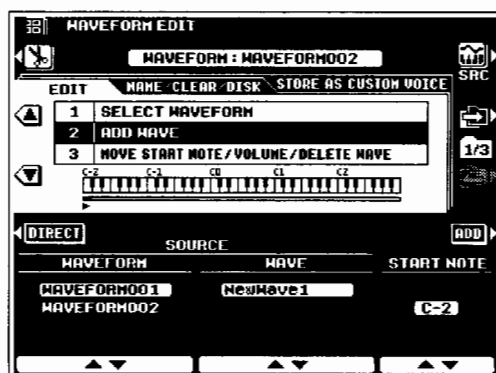 WAVEFORM EDIT
WAVEFORM : WAVEFORM002
SRC
EDIT NAME/CLEAR/DISK STORE AS CUSTOM VOICE
1 SELECT WAVEFORM
2 ADD WAVE
3 MOVE START NOTE/VOLUME/DELETE WAVE
1/3
C-2 C-1 C0 C1 C2
DIRECT
ADD
SOURCE
WAVEFORM WAVE START NOTE
WAVEFORM001 NewWave1
WAVEFORM002 C-2